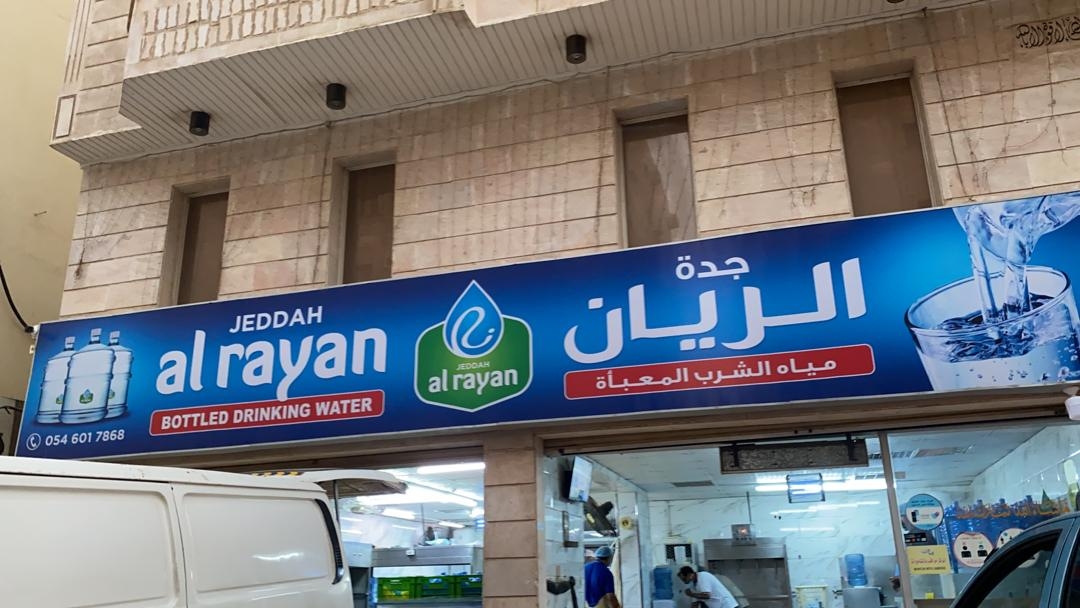 JEDDAH
al rayan
BOTTLED DRINKING WATER
054 601 7868
JEDDAH
al rayan
جدة
الريان
مياه الشرب المعبأة